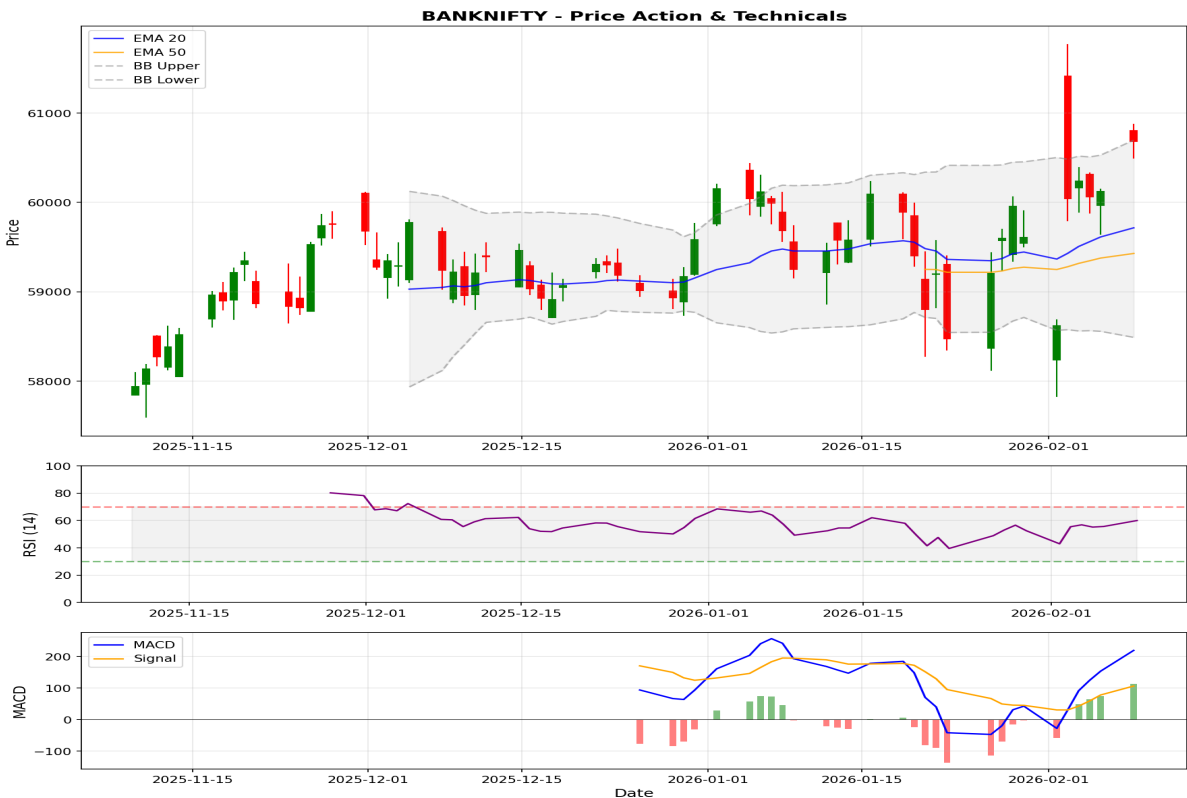 BANKNIFTY - Price Action & Technicals
EMA 20
EMA 50
BB Upper
BB Lower
Price
61000
60000
59000
58000
2025-11-15
2025-12-01
2025-12-15
2026-01-01
2026-01-15
2026-02-01
RSI (14)
100
80
60
40
20
0
2025-11-15
2025-12-01
2025-12-15
2026-01-01
2026-01-15
2026-02-01
MACD
Signal
MACD
200
100
0
−100
2025-11-15
2025-12-01
2025-12-15
2026-01-01
2026-01-15
2026-02-01
Date